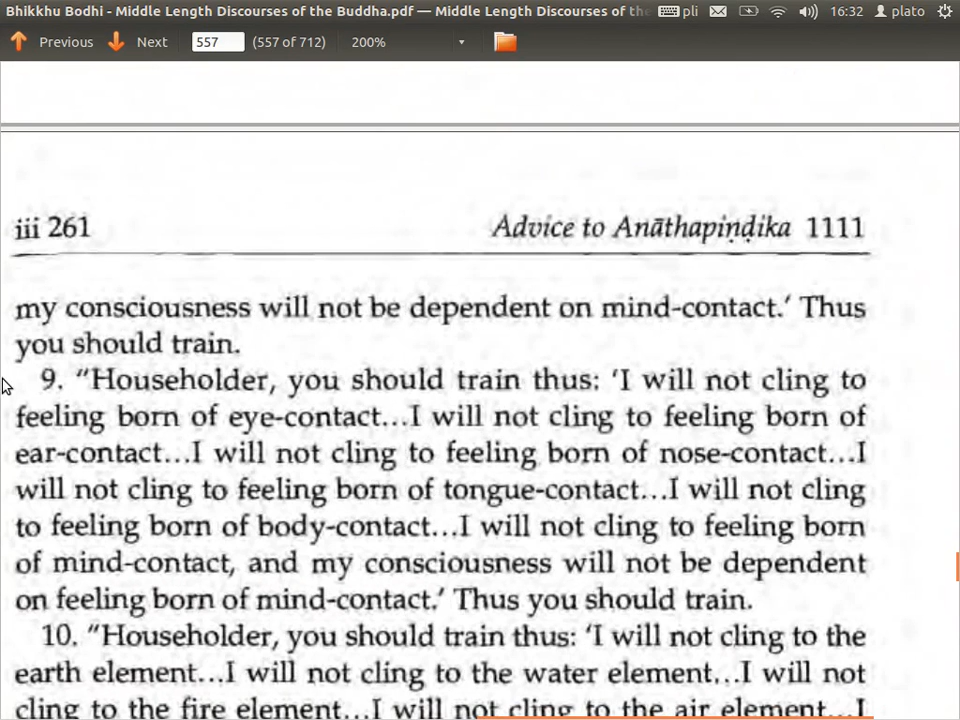 Bhikkhu Bodhi - Middle Length Discourses of the Buddha.pdf — Middle Length Discourses of the pli 16:32 plato
Previous Next 557 (557 of 712) 200%
iii 261 Advice to Anāthapiṇḍika 1111
my consciousness will not be dependent on mind-contact.’ Thus
you should train.
9. “Householder, you should train thus: ‘I will not cling to
feeling born of eye-contact...I will not cling to feeling born of
ear-contact...I will not cling to feeling born of nose-contact...I
will not cling to feeling born of tongue-contact...I will not cling
to feeling born of body-contact...I will not cling to feeling born
of mind-contact, and my consciousness will not be dependent
on feeling born of mind-contact.’ Thus you should train.
10. “Householder, you should train thus: ‘I will not cling to the
earth element...I will not cling to the water element...I will not
cling to the fire element...I will not cling to the air element...I